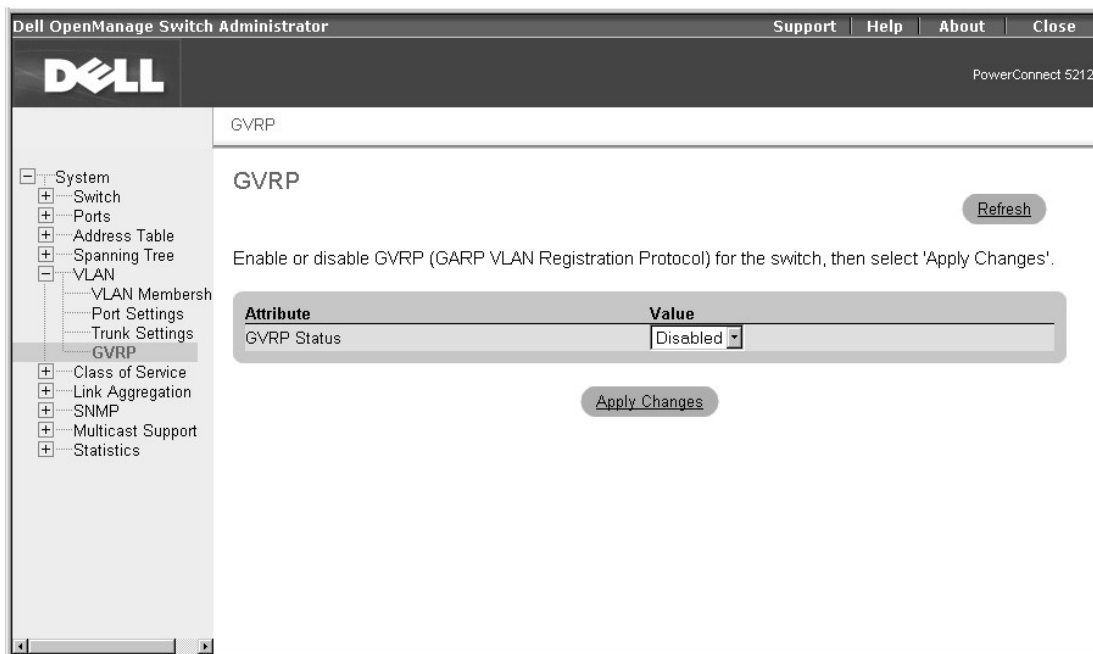 Dell OpenManage Switch Administrator
Support | Help | About | Close
DELL
PowerConnect 5212
GVRP
System
Switch
Ports
Address Table
Spanning Tree
VLAN
VLAN Membersh
Port Settings
Trunk Settings
GVRP
Class of Service
Link Aggregation
SNMP
Multicast Support
Statistics
GVRP
Refresh
Enable or disable GVRP (GARP VLAN Registration Protocol) for the switch, then select 'Apply Changes'.
Attribute Value
GVRP Status Disabled
Apply Changes